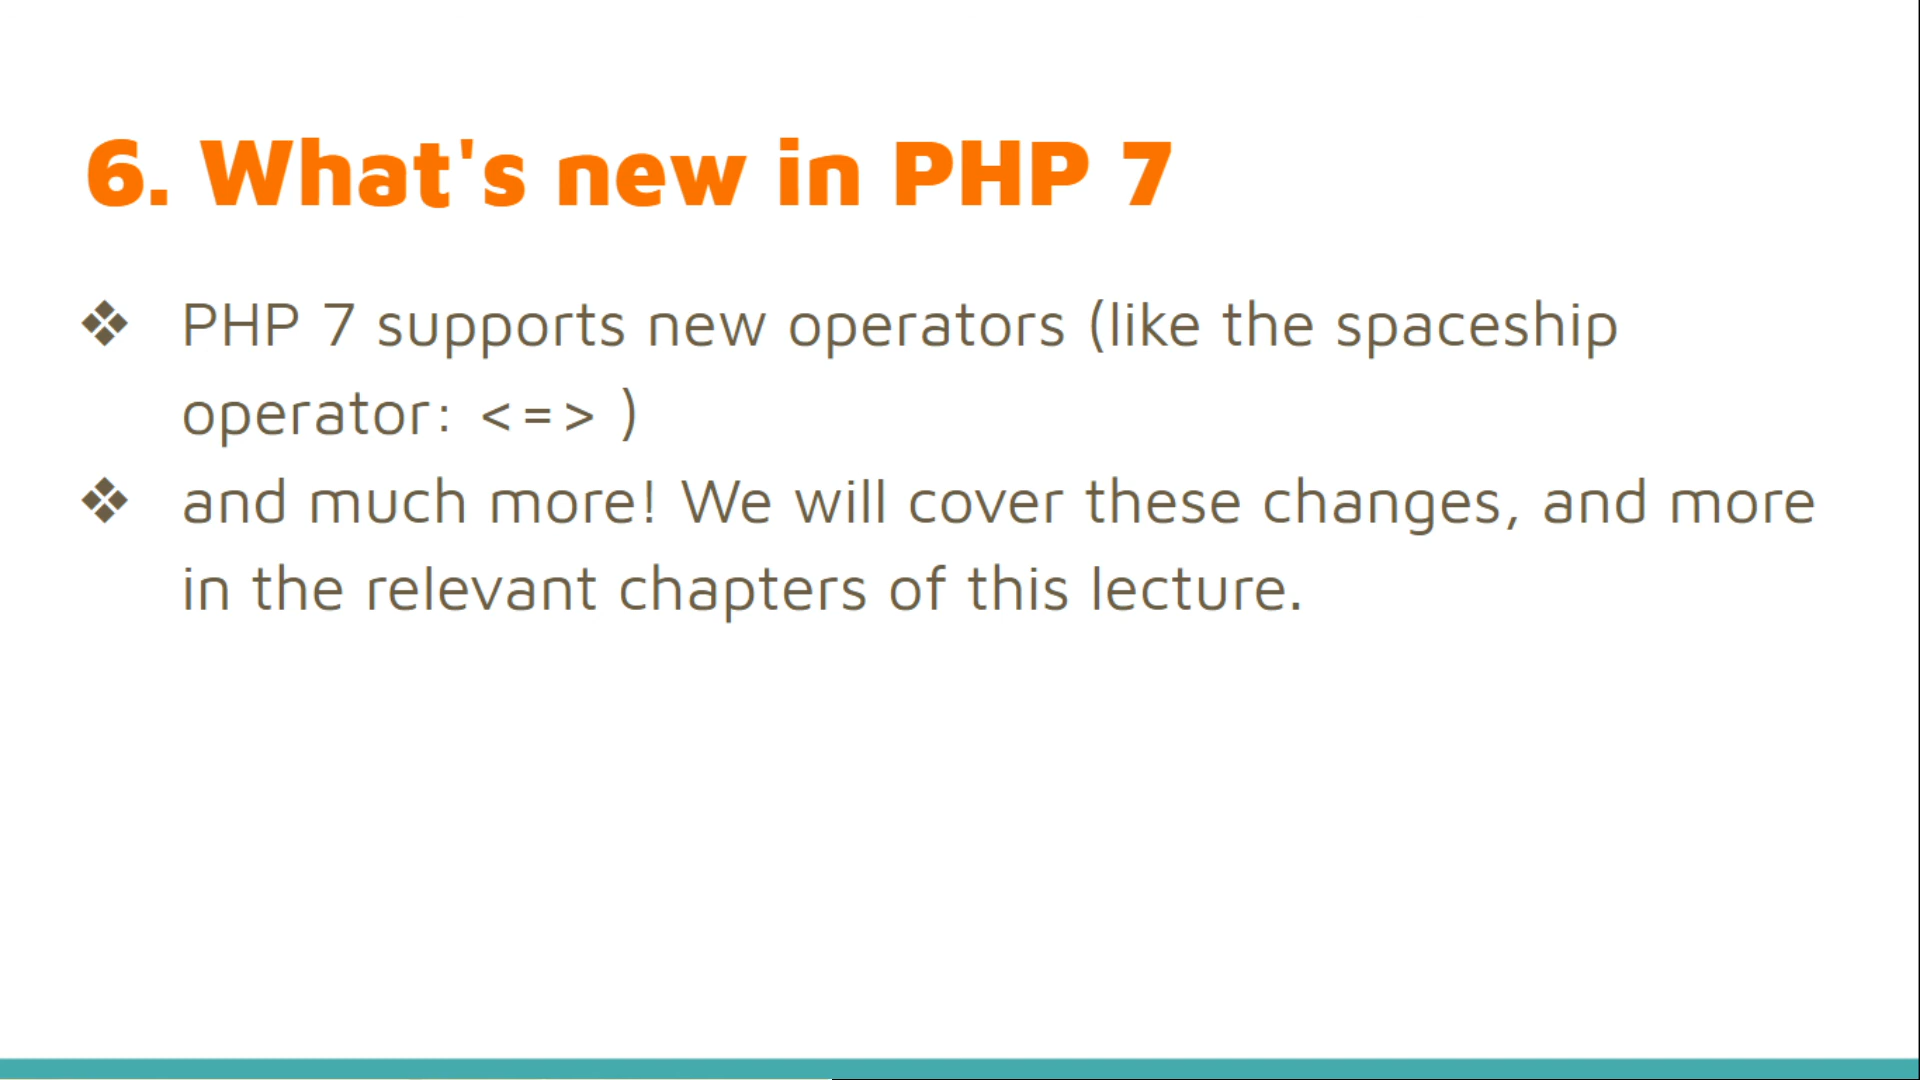 6. What's new in PHP 7
❖ PHP 7 supports new operators (like the spaceship
operator: <=> )
❖ and much more! We will cover these changes, and more
in the relevant chapters of this lecture.